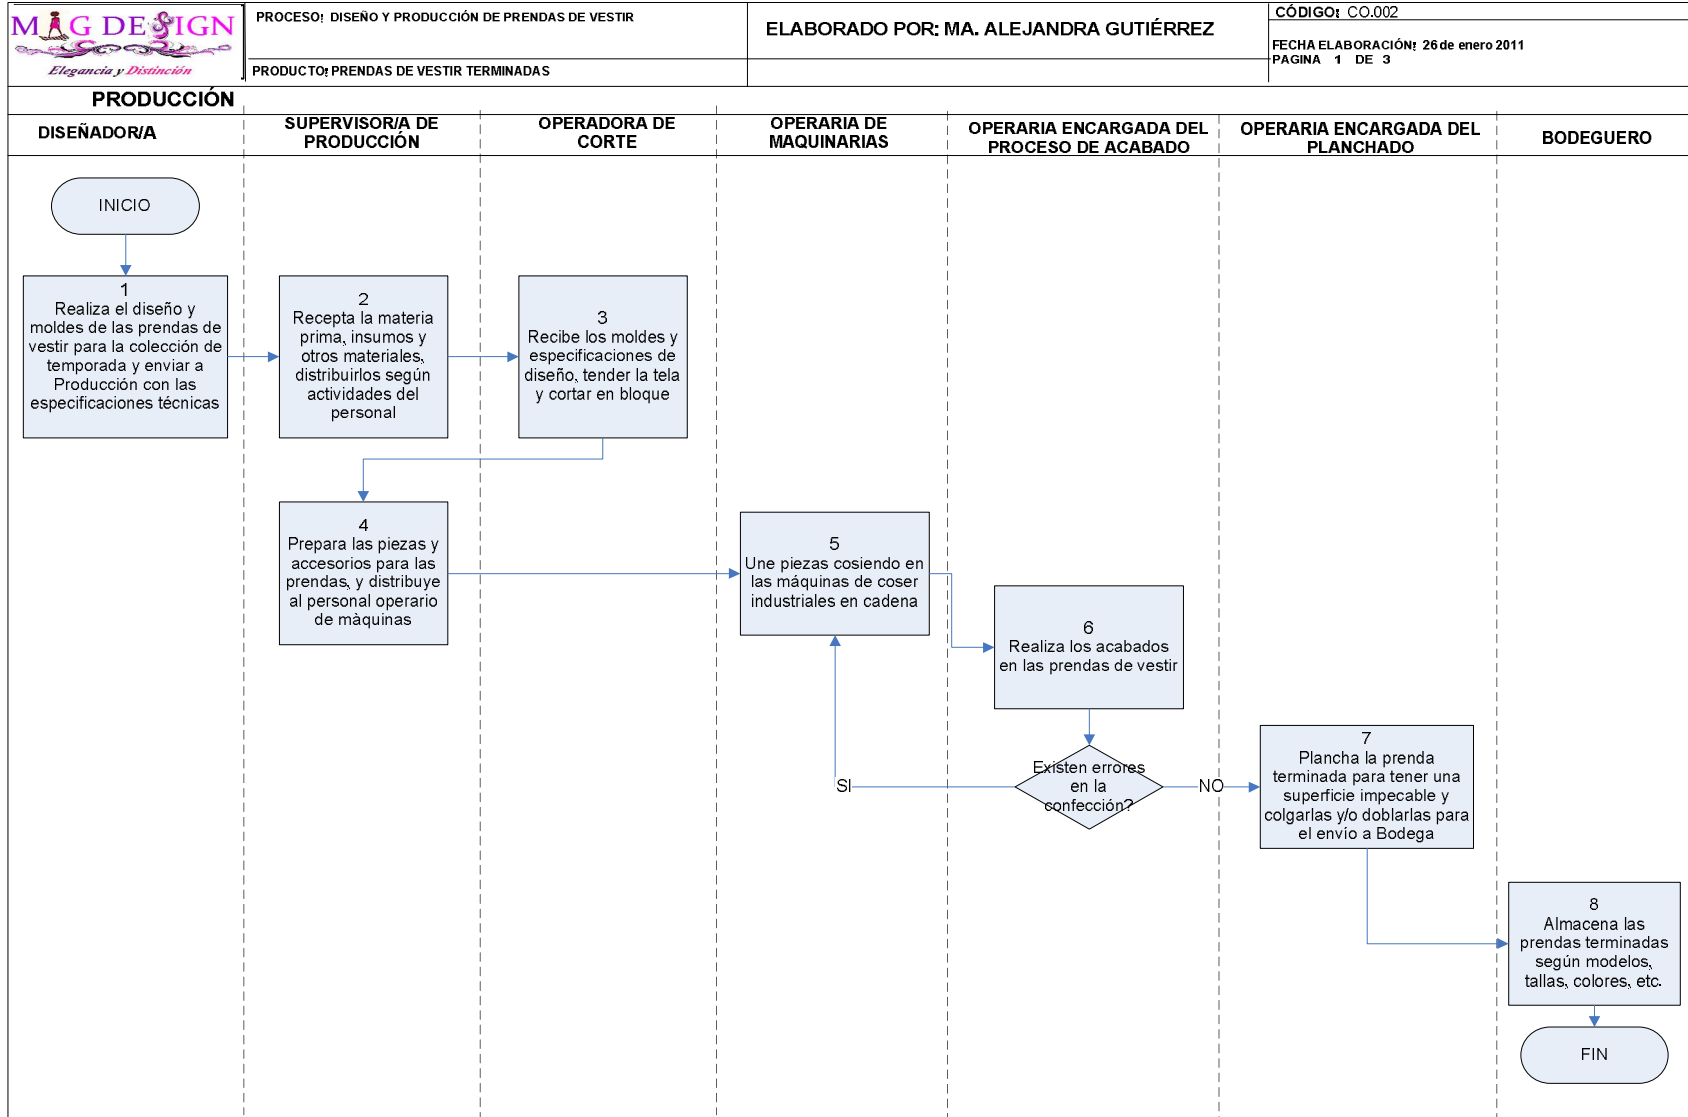 MAG DESIGN
Elegancia y Distinción
PROCESO: DISEÑO Y PRODUCCIÓN DE PRENDAS DE VESTIR
PRODUCTO: PRENDAS DE VESTIR TERMINADAS
ELABORADO POR: MA. ALEJANDRA GUTIÉRREZ
CÓDIGO: CO.002
FECHA ELABORACIÓN: 26 de enero 2011
PAGINA 1 DE 3
PRODUCCIÓN
DISEÑADOR/A
SUPERVISOR/A DE
PRODUCCIÓN
OPERADORA DE
CORTE
OPERARIA DE
MAQUINARIAS
OPERARIA ENCARGADA DEL
PROCESO DE ACABADO
OPERARIA ENCARGADA DEL
PLANCHADO
BODEGUERO
INICIO
1
Realiza el diseño y
moldes de las prendas de
vestir para la colección de
temporada y enviar a
Producción con las
especificaciones técnicas
2
Recepta la materia
prima, insumos y
otros materiales,
distribuirlos según
actividades del
personal
3
Recibe los moldes y
especificaciones de
diseño, tender la tela
y cortar en bloque
4
Prepara las piezas y
accesorios para las
prendas, y distribuye
al personal operario
de màquinas
5
Une piezas cosiendo en
las máquinas de coser
industriales en cadena
6
Realiza los acabados
en las prendas de vestir
Existen errores
en la
confección?
SI
NO
7
Plancha la prenda
terminada para tener una
superficie impecable y
colgarlas y/o doblarlas para
el envío a Bodega
8
Almacena las
prendas terminadas
según modelos,
tallas, colores, etc.
FIN